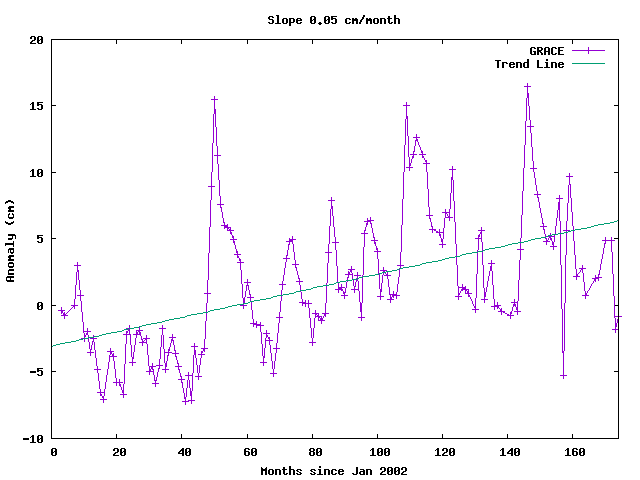 Slope 0.05 cm/month
GRACE
Trend Line
20
15
10
5
0
-5
-10
Anomaly (cm)
0 20 40 60 80 100 120 140 160
Months since Jan 2002